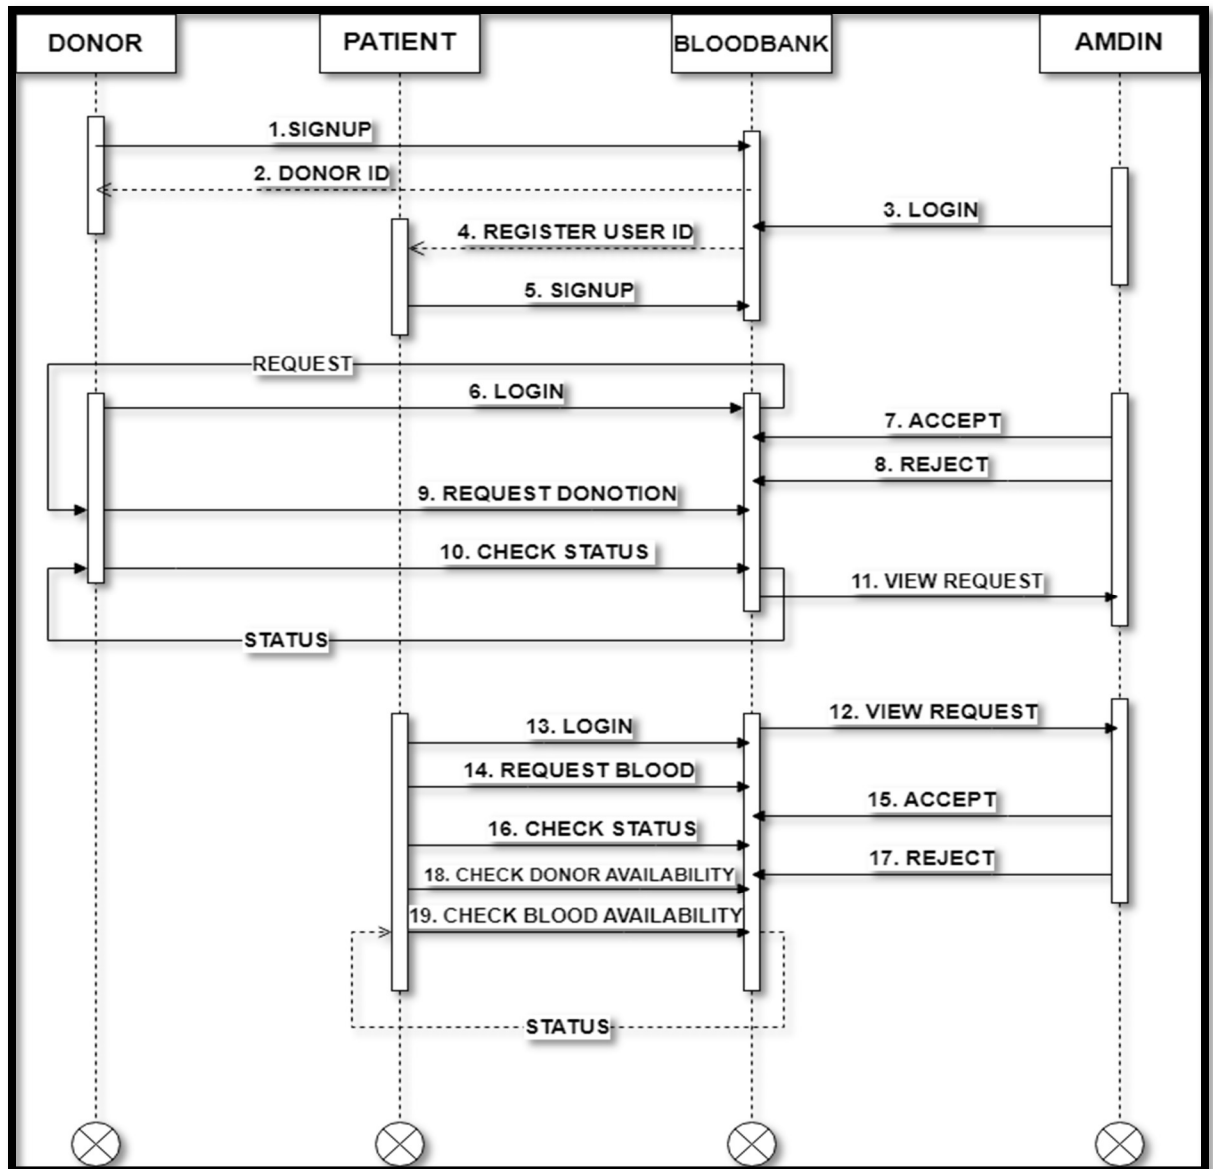 DONOR
PATIENT
BLOODBANK
AMDIN
1.SIGNUP
2. DONOR ID
3. LOGIN
4. REGISTER USER ID
5. SIGNUP
REQUEST
6. LOGIN
7. ACCEPT
8. REJECT
9. REQUEST DONOTION
10. CHECK STATUS
11. VIEW REQUEST
STATUS
12. VIEW REQUEST
13. LOGIN
14. REQUEST BLOOD
15. ACCEPT
16. CHECK STATUS
17. REJECT
18. CHECK DONOR AVAILABILITY
19. CHECK BLOOD AVAILABILITY
STATUS